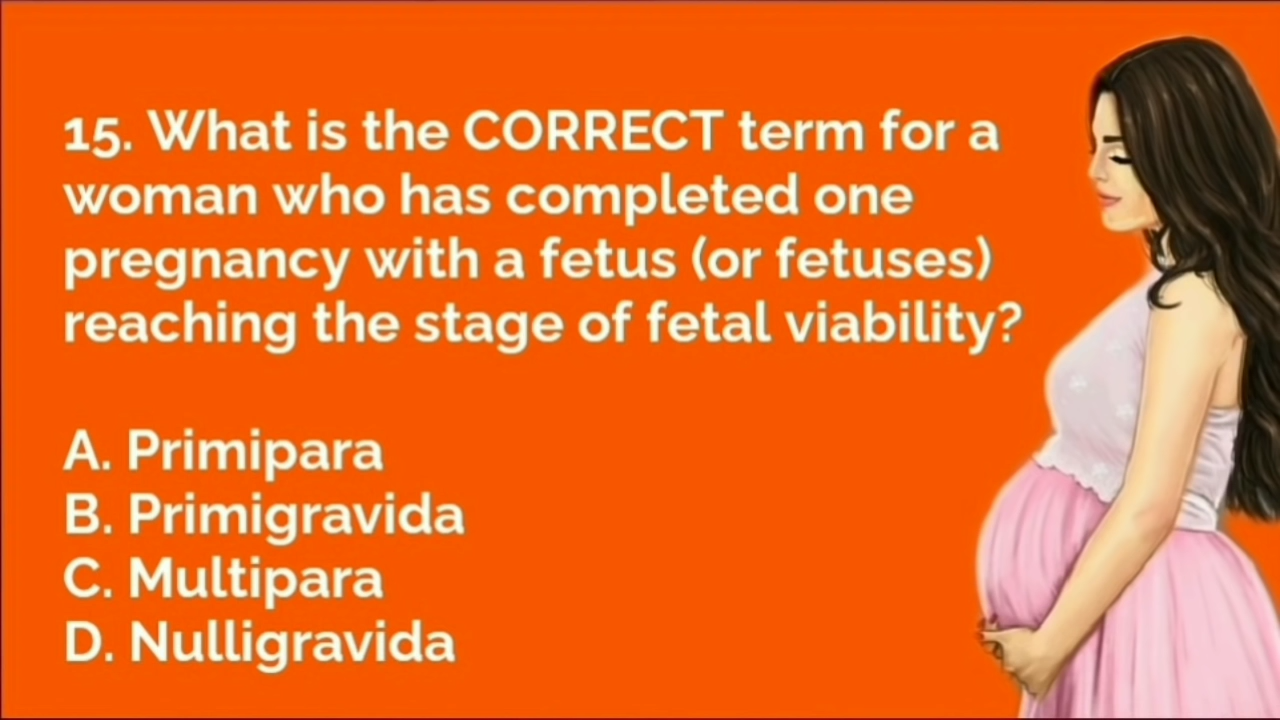 15. What is the CORRECT term for a
woman who has completed one
pregnancy with a fetus (or fetuses)
reaching the stage of fetal viability?
A. Primipara
B. Primigravida
C. Multipara
D. Nulligravida